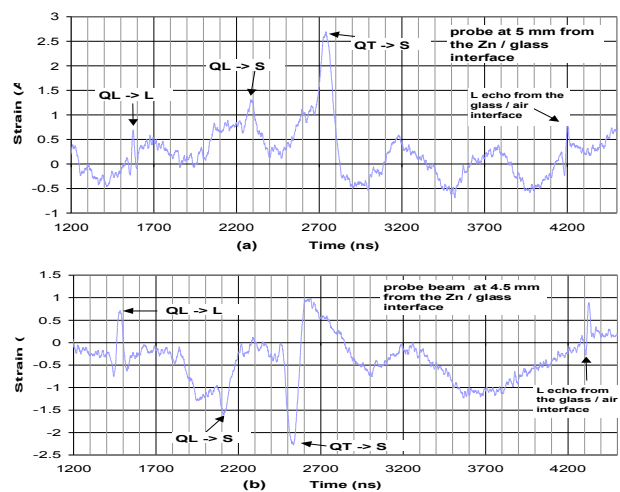 3
2.5
2
1.5
1
0.5
0
-0.5
-1
Strain (
probe at 5 mm from
the Zn / glass
interface
QT -> S
QL -> S
QL -> L
L echo from the
glass / air
interface
1200 1700 2200 2700 3200 3700 4200
(a) Time (ns)
1.5
1
0.5
0
-0.5
-1
-1.5
-2
-2.5
Strain (
probe beam at 4.5 mm
from the Zn / glass
interface
QL -> L
QL -> S
QT -> S
L echo from
the glass / air
interface
1200 1700 2200 2700 3200 3700 4200
(b) Time (ns)